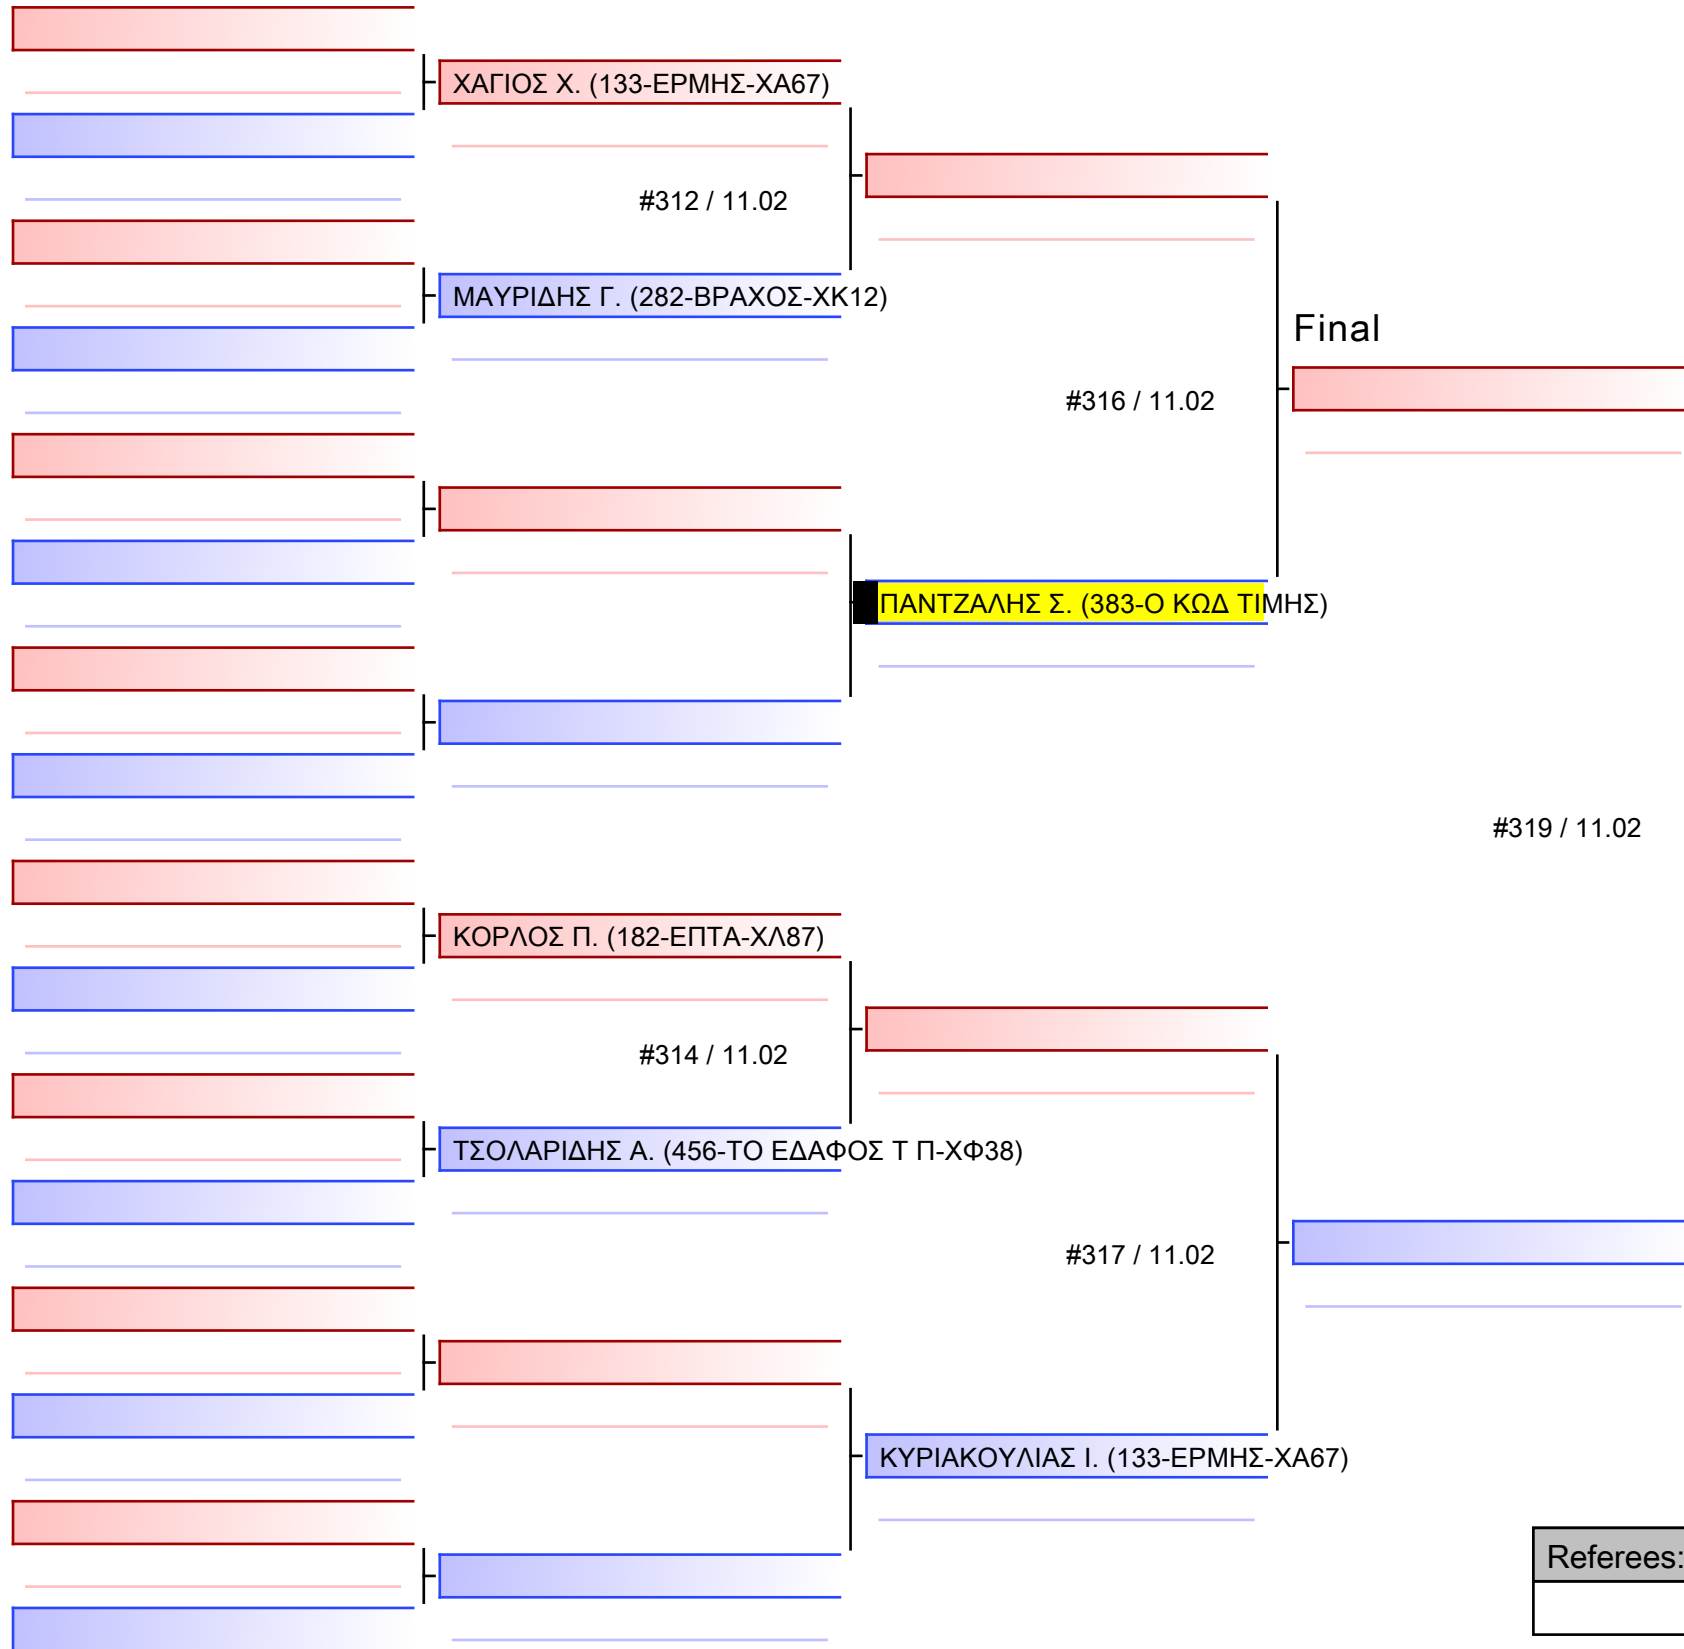 ΧΑΓΙΟΣ Χ. (133-ΕΡΜΗΣ-ΧΑ67)
#312 / 11.02
ΜΑΥΡΙΔΗΣ Γ. (282-ΒΡΑΧΟΣ-ΧΚ12)
Final
#316 / 11.02
ΠΑΝΤΖΑΛΗΣ Σ. (383-Ο ΚΩΔ ΤΙΜΗΣ)
#319 / 11.02
ΚΟΡΛΟΣ Π. (182-ΕΠΤΑ-ΧΛ87)
#314 / 11.02
ΤΣΟΛΑΡΙΔΗΣ Α. (456-ΤΟ ΕΔΑΦΟΣ Τ Π-ΧΦ38)
#317 / 11.02
ΚΥΡΙΑΚΟΥΛΙΑΣ Ι. (133-ΕΡΜΗΣ-ΧΑ67)
Referees: